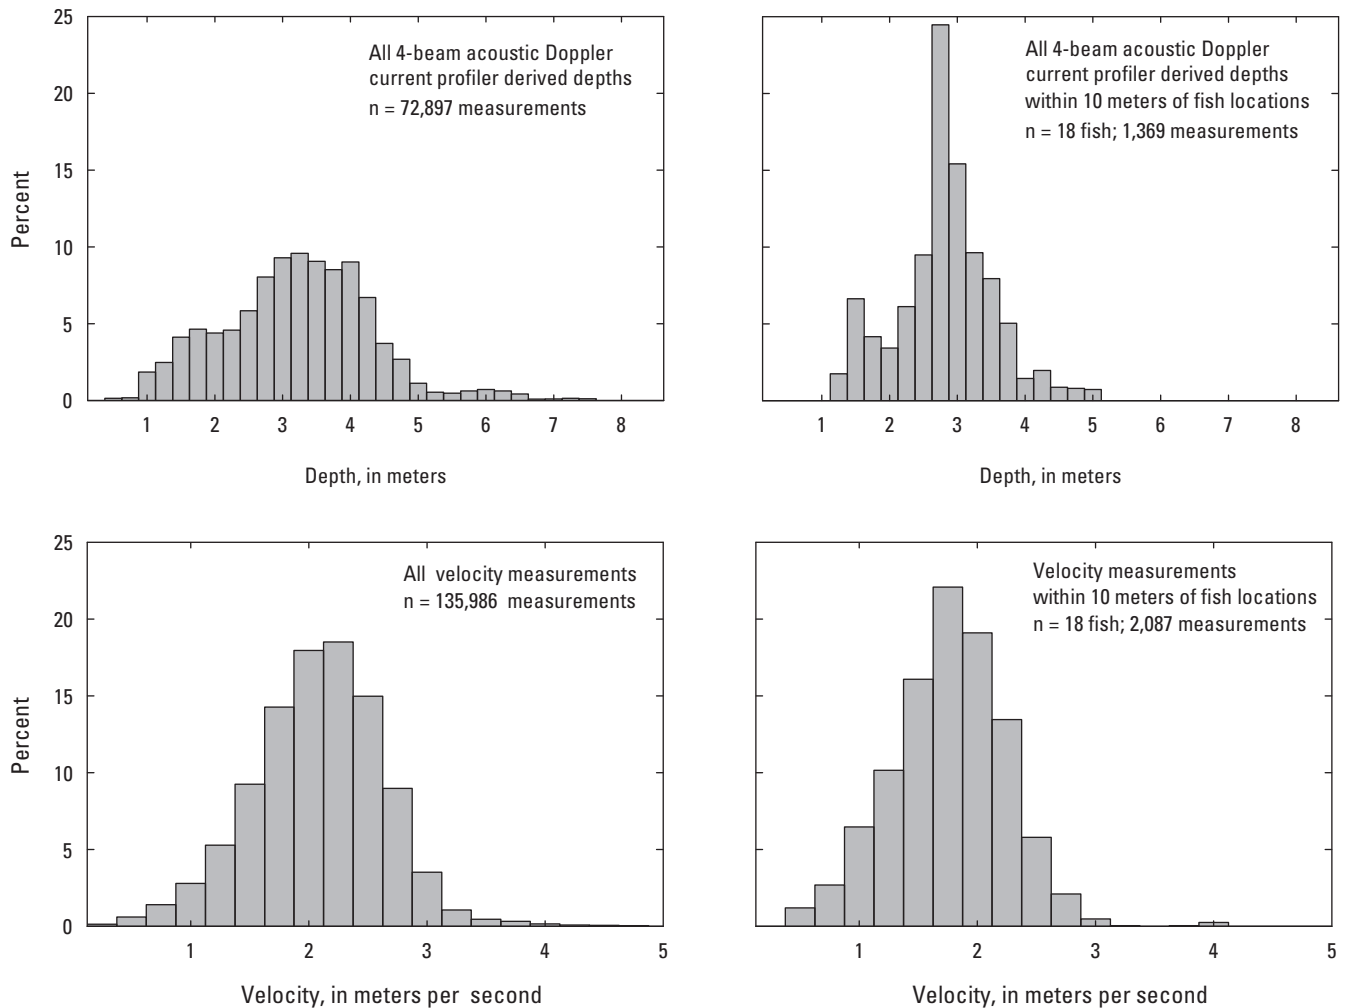 25
20
15
10
5
0
Percent
All 4-beam acoustic Doppler
current profiler derived depths
n = 72,897 measurements
1 2 3 4 5 6 7 8
Depth, in meters
All 4-beam acoustic Doppler
current profiler derived depths
within 10 meters of fish locations
n = 18 fish; 1,369 measurements
1 2 3 4 5 6 7 8
Depth, in meters
25
20
15
10
5
0
Percent
All velocity measurements
n = 135,986 measurements
1 2 3 4 5
Velocity, in meters per second
Velocity measurements
within 10 meters of fish locations
n = 18 fish; 2,087 measurements
1 2 3 4 5
Velocity, in meters per second